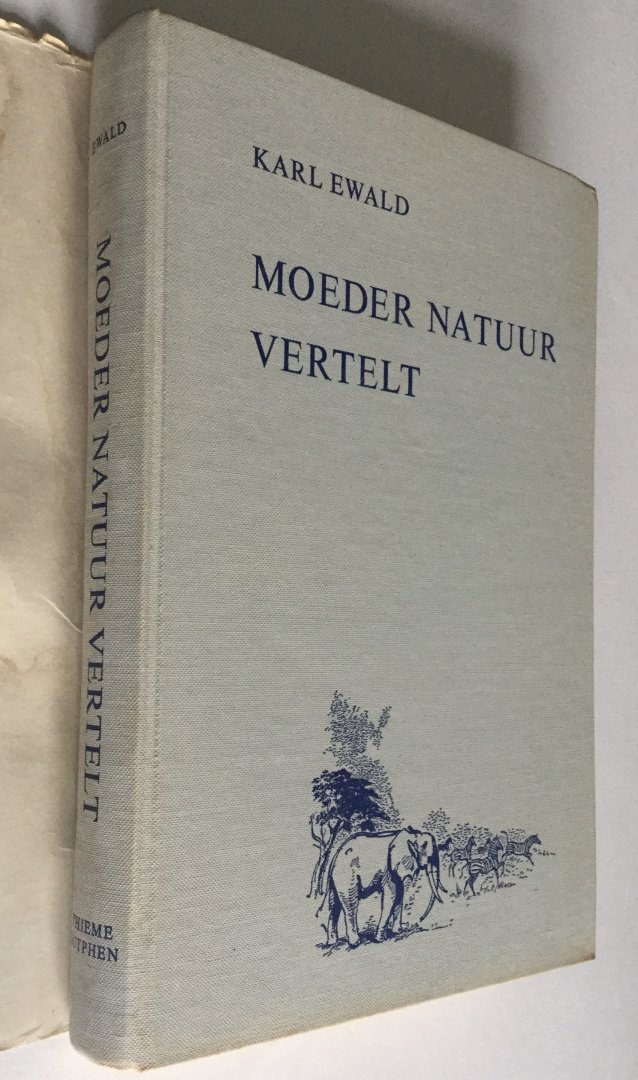 KARL EWALD
MOEDER NATUUR
VERTELT
EWALD
MOEDER NATUUR VERTELT
THIEME
ZUTPHEN